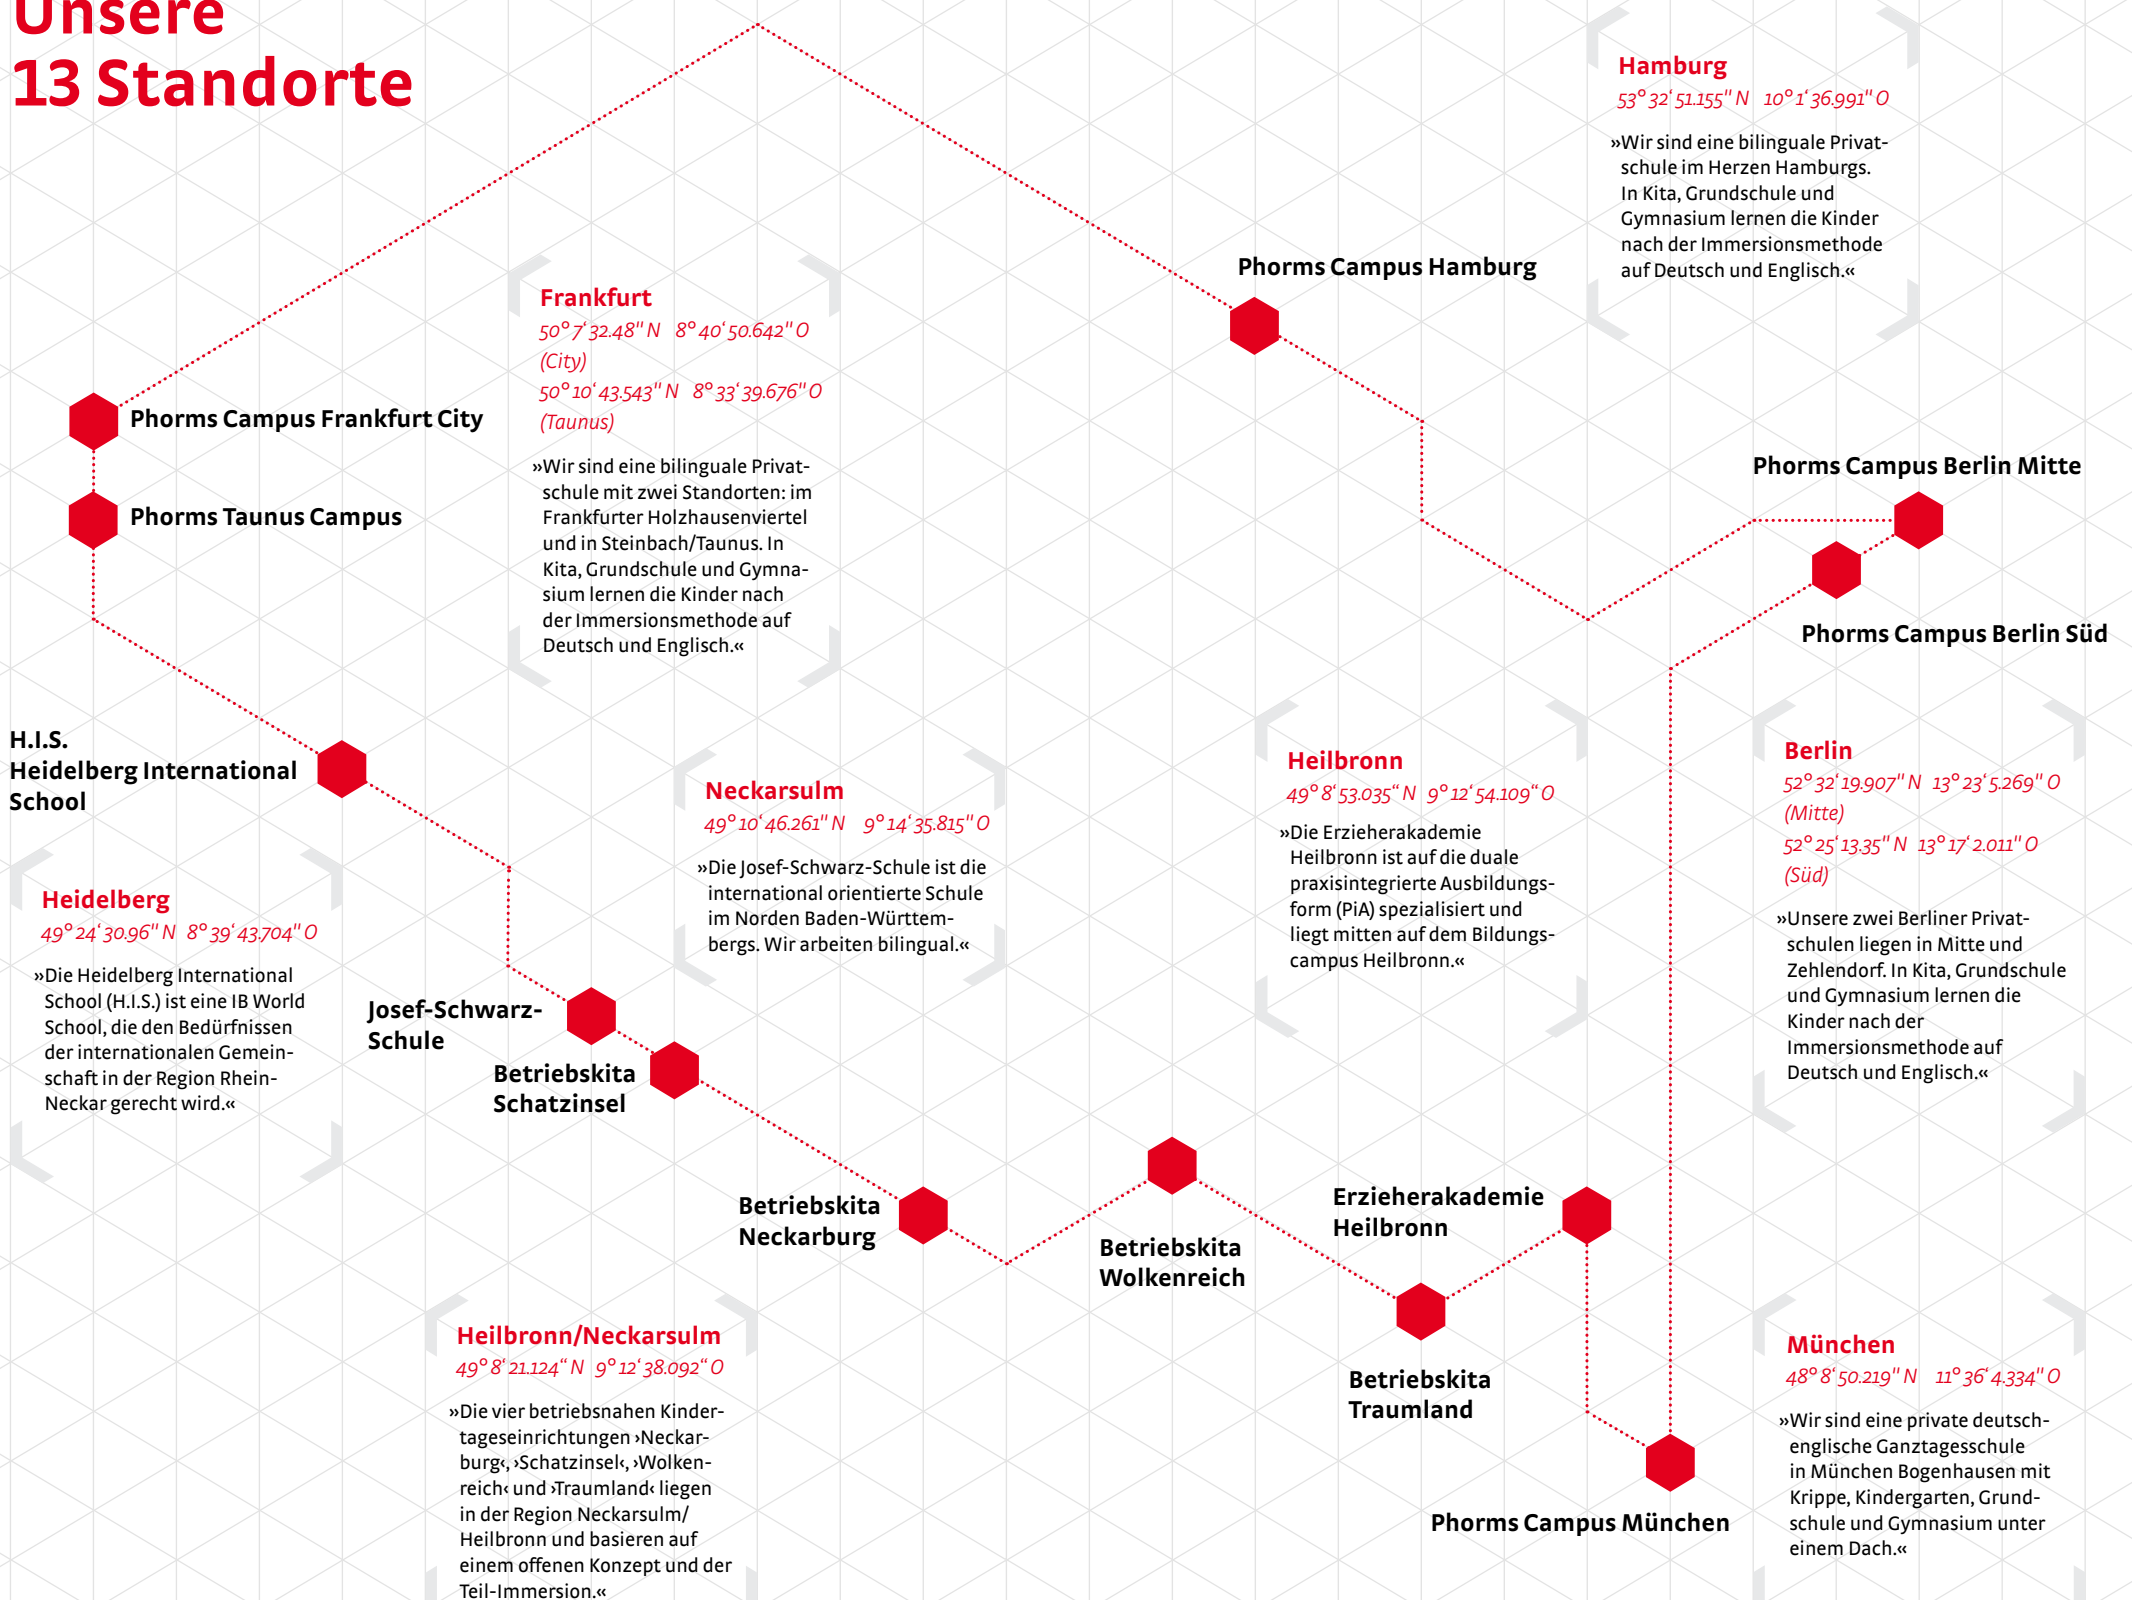 Unsere
13 Standorte
Hamburg
53° 32‘ 51.155" N 10° 1‘ 36.991" O
»Wir sind eine bilinguale Privat-
schule im Herzen Hamburgs.
In Kita, Grundschule und
Gymnasium lernen die Kinder
nach der Immersionsmethode
auf Deutsch und Englisch.«
Phorms Campus Hamburg
Frankfurt
50° 7‘ 32.48" N 8° 40‘ 50.642" O
(City)
50° 10‘ 43.543" N 8° 33‘ 39.676" O
(Taunus)
»Wir sind eine bilinguale Privat-
schule mit zwei Standorten: im
Frankfurter Holzhausenviertel
und in Steinbach/Taunus. In
Kita, Grundschule und Gymna-
sium lernen die Kinder nach
der Immersionsmethode auf
Deutsch und Englisch.«
Phorms Campus Frankfurt City
Phorms Taunus Campus
Phorms Campus Berlin Mitte
Phorms Campus Berlin Süd
H.I.S.
Heidelberg International
School
Heidelberg
49° 24‘ 30.96" N 8° 39‘ 43.704" O
»Die Heidelberg International
School (H.I.S.) ist eine IB World
School, die den Bedürfnissen
der internationalen Gemein-
schaft in der Region Rhein-
Neckar gerecht wird.«
Neckarsulm
49° 10‘ 46.261" N 9° 14‘ 35.815" O
»Die Josef-Schwarz-Schule ist die
international orientierte Schule
im Norden Baden-Württem-
bergs. Wir arbeiten bilingual.«
Heilbronn
49° 8‘ 53.035“ N 9° 12‘ 54.109“ O
»Die Erzieherakademie
Heilbronn ist auf die duale
praxisintegrierte Ausbildungs-
form (PiA) spezialisiert und
liegt mitten auf dem Bildungs-
campus Heilbronn.«
Berlin
52° 32‘ 19.907" N 13° 23‘ 5.269" O
(Mitte)
52° 25‘ 13.35" N 13° 17‘ 2.011" O
(Süd)
»Unsere zwei Berliner Privat-
schulen liegen in Mitte und
Zehlendorf. In Kita, Grundschule
und Gymnasium lernen die
Kinder nach der
Immersionsmethode auf
Deutsch und Englisch.«
Josef-Schwarz-
Schule
Betriebskita
Schatzinsel
Betriebskita
Neckarburg
Betriebskita
Wolkenreich
Erzieherakademie
Heilbronn
Betriebskita
Traumland
Phorms Campus München
Heilbronn/Neckarsulm
49° 8‘ 21.124“ N 9° 12‘ 38.092“ O
»Die vier betriebsnahen Kinder-
tageseinrichtungen ›Neckar-
burg‹, ›Schatzinsel‹, ›Wolken-
reich‹ und ›Traumland‹ liegen
in der Region Neckarsulm/
Heilbronn und basieren auf
einem offenen Konzept und der
Teil-Immersion.«
München
48° 8‘ 50.219" N 11° 36‘ 4.334" O
»Wir sind eine private deutsch-
englische Ganztagesschule
in München Bogenhausen mit
Krippe, Kindergarten, Grund-
schule und Gymnasium unter
einem Dach.«